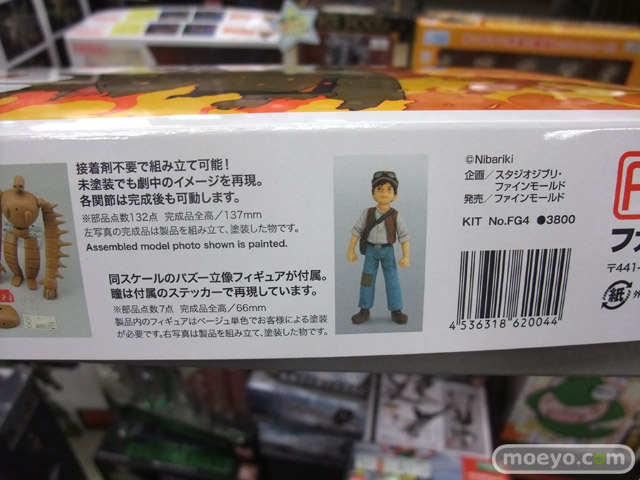 接着剤不要で組み立て可能！
未塗装でも劇中のイメージを再現。
各関節は完成後も可動します。
※部品点数132点 完成品全高／137mm
左写真の完成品は製品を組み立て、塗装した物です。
Assembled model photo shown is painted.
同スケールのパズー立像フィギュアが付属。
瞳は付属のステッカーで再現しています。
※部品点数7点 完成品全高／66mm
製品内のフィギュアはベージュ単色でお客様による塗装
が必要です。右写真は製品を組み立て、塗装した物です。
©Nibariki
企画／スタジオジブリ・
ファインモールド
発売／ファインモールド
KIT No.FG4 ●3800
4 536318 620044
〒441-
紙
moeyo.com